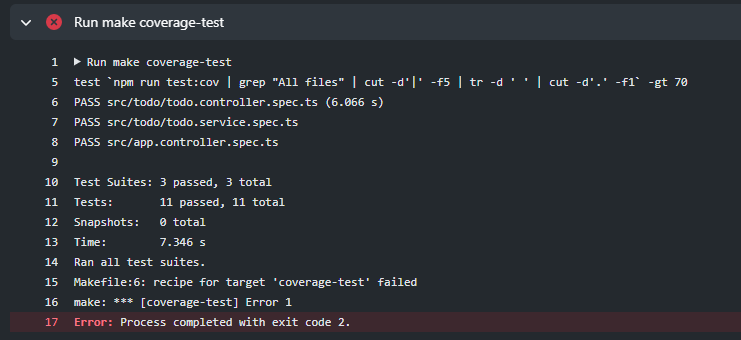 Run make coverage-test
1 ▶ Run make coverage-test
5 test `npm run test:cov | grep "All files" | cut -d'|' -f5 | tr -d ' ' | cut -d'.' -f1` -gt 70
6 PASS src/todo/todo.controller.spec.ts (6.066 s)
7 PASS src/todo/todo.service.spec.ts
8 PASS src/app.controller.spec.ts
9
10 Test Suites: 3 passed, 3 total
11 Tests:       11 passed, 11 total
12 Snapshots:   0 total
13 Time:        7.346 s
14 Ran all test suites.
15 Makefile:6: recipe for target 'coverage-test' failed
16 make: *** [coverage-test] Error 1
17 Error: Process completed with exit code 2.